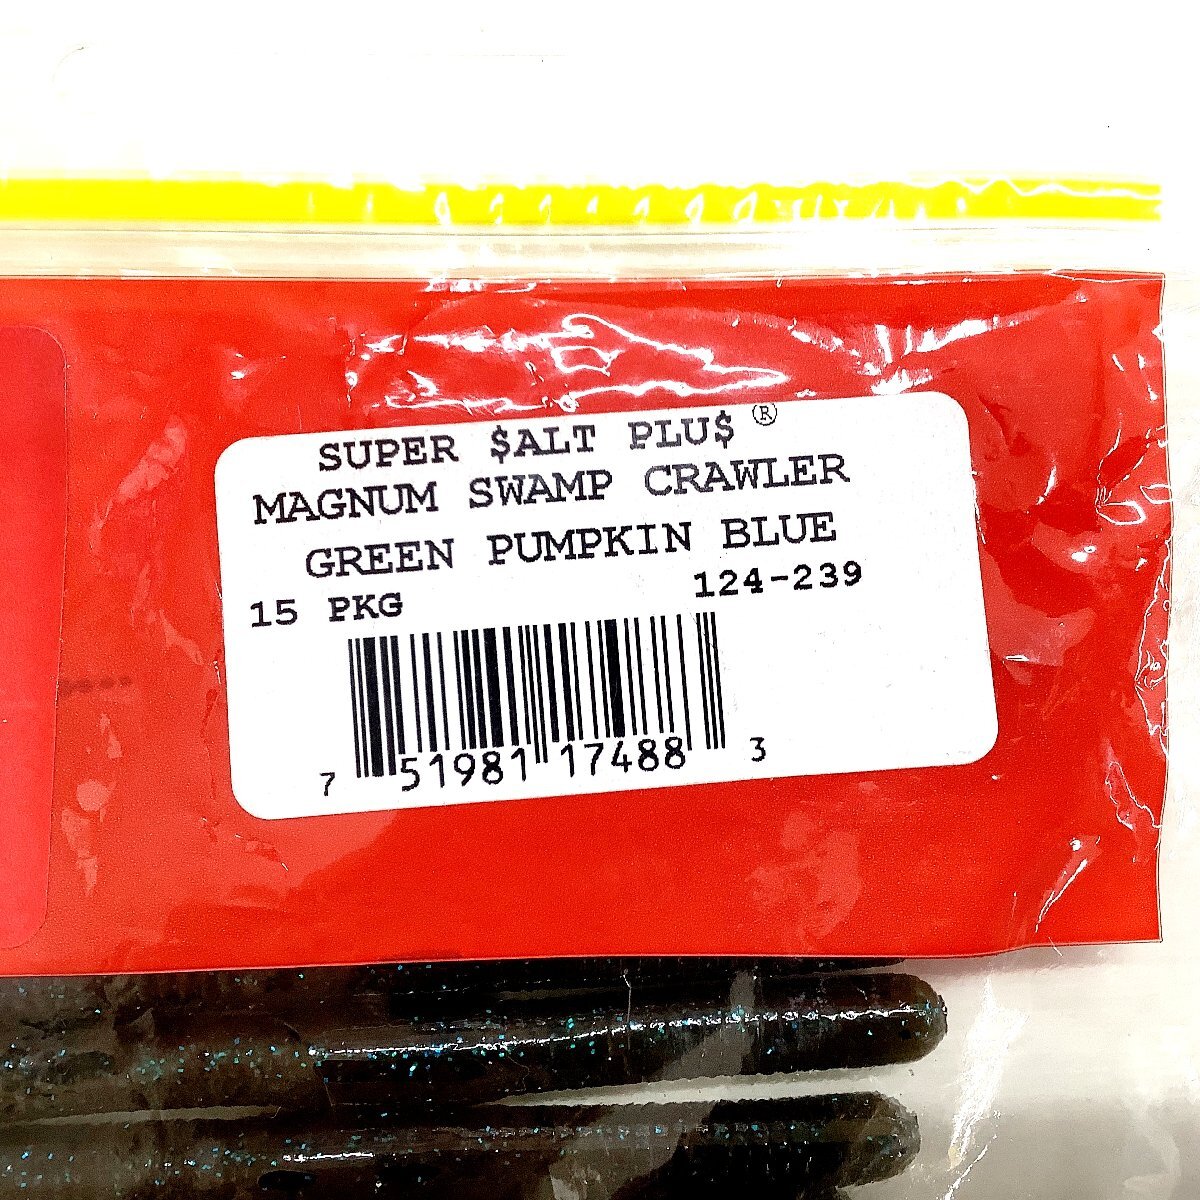 SUPER $ALT PLU$ ®
MAGNUM SWAMP CRAWLER
GREEN PUMPKIN BLUE
15 PKG 124-239
7 51981 17488 3